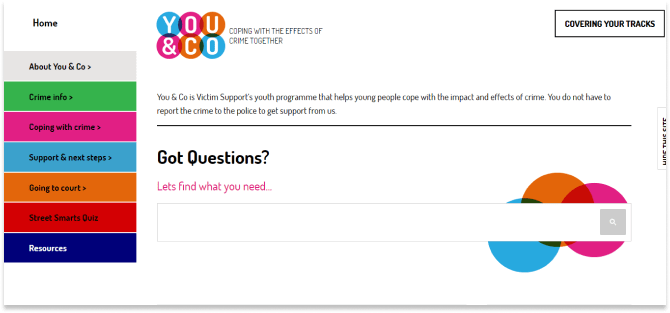 Home
About You & Co >
Crime info >
Coping with crime >
Support & next steps >
Going to court >
Street Smarts Quiz
Resources
YOU
&CO
COPING WITH THE EFFECTS OF
CRIME TOGETHER
COVERING YOUR TRACKS
You & Co is Victim Support's youth programme that helps young people cope with the impact and effects of crime. You do not have to
report the crime to the police to get support from us.
HIDE THIS SITE
Got Questions?
Lets find what you need...